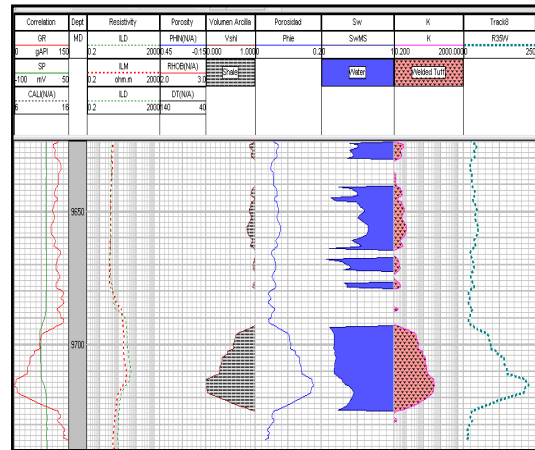 Correlation Dept Resistivity Porosity Volumen Arcilla Porosidad Sw K Track8
GR MD ILD PHIN(N/A) Vshl Phie SwMS K R35W
0 gAPI 150 0.2 2000 0.45 -0.15 0.000 1.000 0.20 0.200 2000.000 250
SP ILM RHOB(N/A) Shale Water Welded Tuff
-100 mV 50 0.2 ohm.m 2000 2.0 3.0
CALI(N/A) ILD DT(N/A)
6 16 0.2 2000 140 40
9650
9700